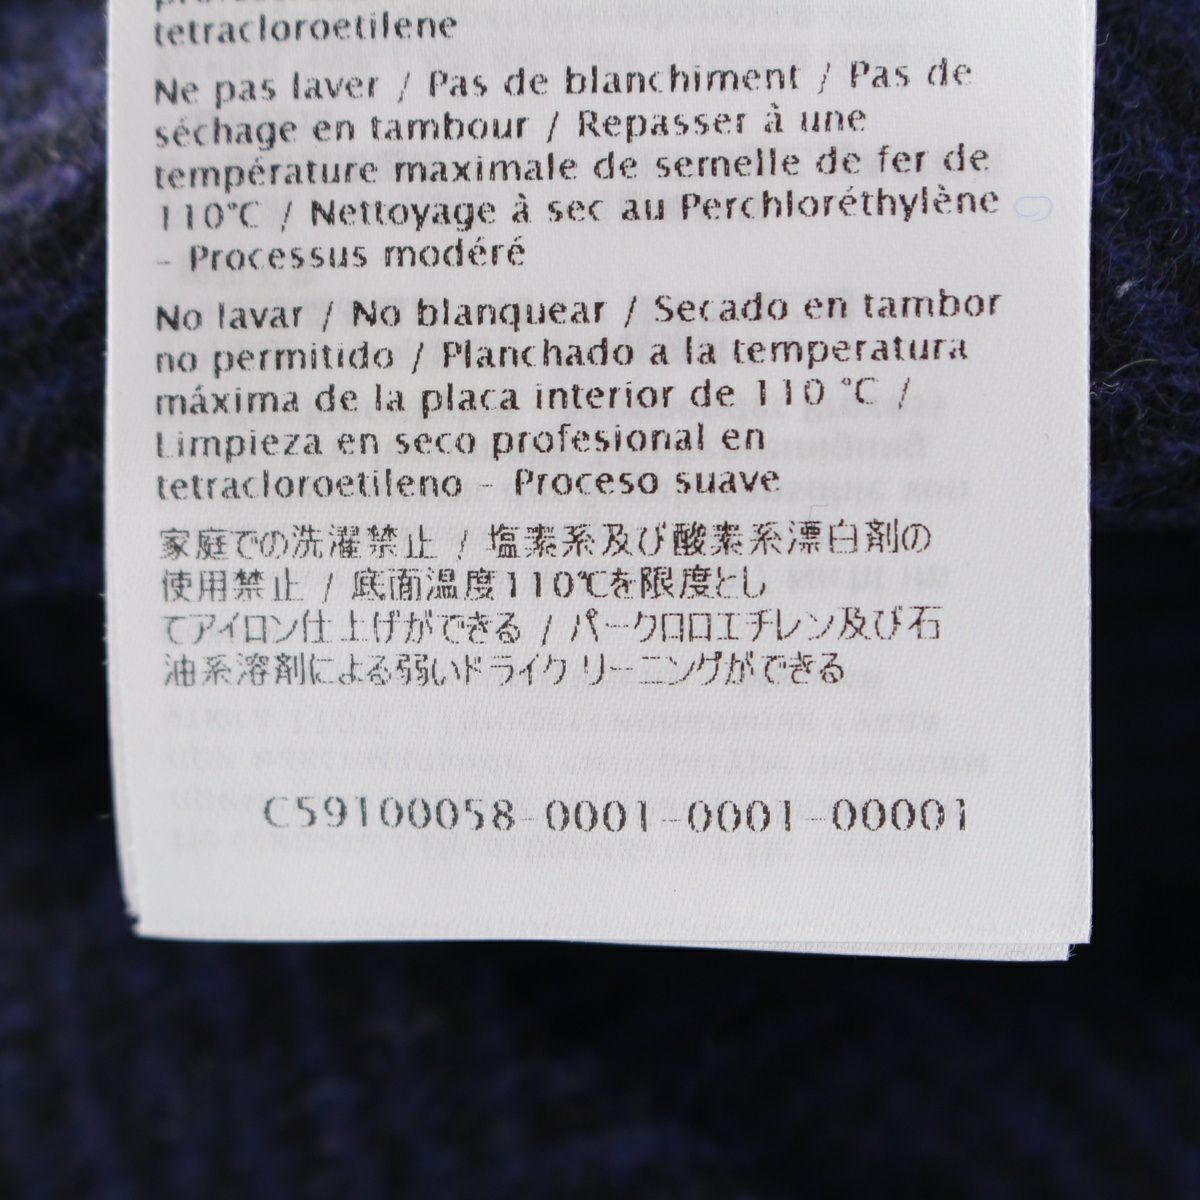 tetracloroetilene
Ne pas laver / Pas de blanchiment / Pas de
séchage en tambour / Repasser à une
température maximale de semelle de fer de
110°C / Nettoyage à sec au Perchloréthylène
- Processus modéré
No lavar / No blanquear / Secado en tambor
no permitido / Planchado a la temperatura
máxima de la placa interior de 110 °C /
Limpieza en seco profesional en
tetracloroetileno - Proceso suave
家庭での洗濯禁止 / 塩素系及び酸素系漂白剤の
使用禁止 / 底面温度110℃を限度とし
てアイロン仕上げができる / パークロロエチレン及び石
油系溶剤による弱いドライクリーニングができる
C59100058-0001-0001-00001